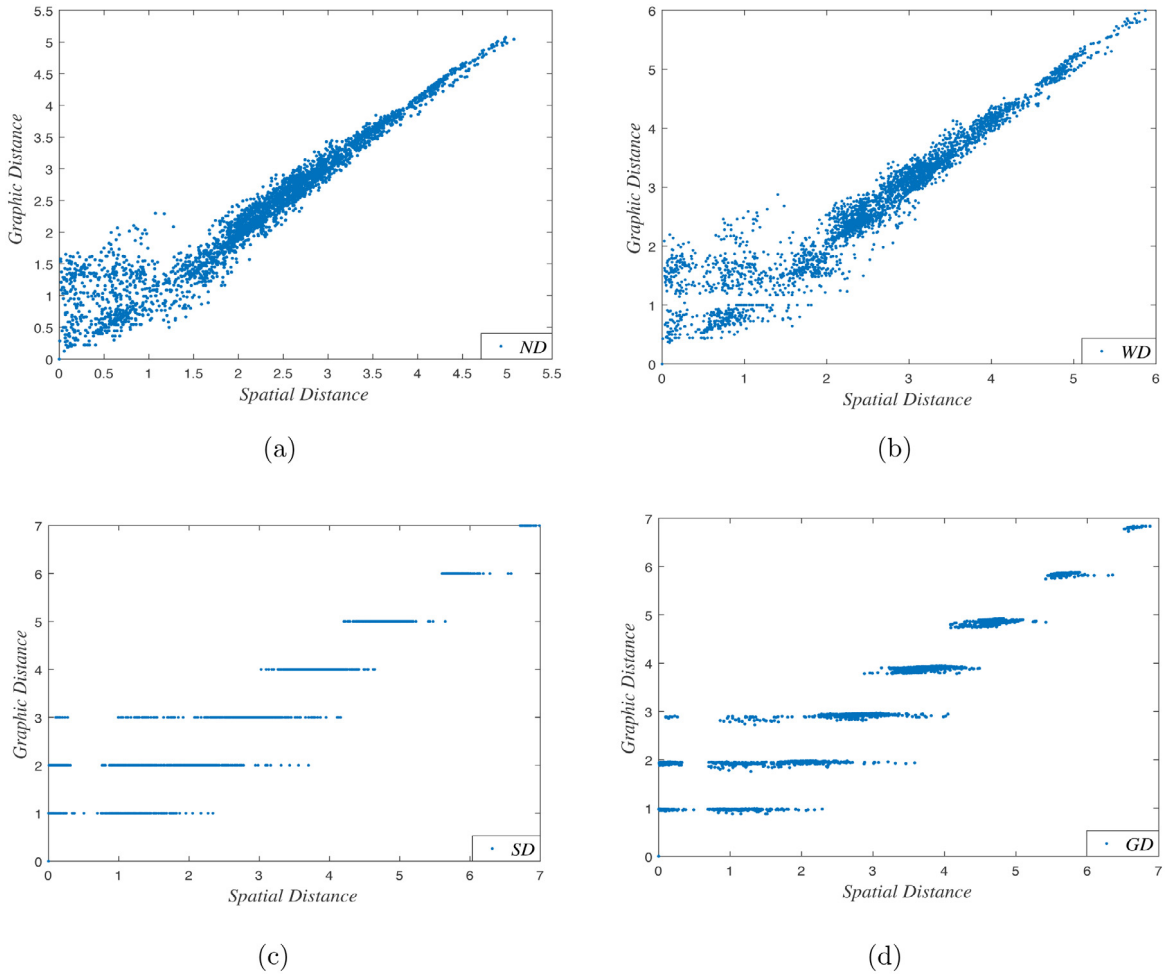 5.5
5
4.5
4
3.5
3
2.5
2
1.5
1
0.5
0
Graphic Distance
0 0.5 1 1.5 2 2.5 3 3.5 4 4.5 5 5.5
Spatial Distance
ND
(a)
6
5
4
3
2
1
0
Graphic Distance
0 1 2 3 4 5 6
Spatial Distance
WD
(b)
7
6
5
4
3
2
1
0
Graphic Distance
0 1 2 3 4 5 6 7
Spatial Distance
SD
(c)
7
6
5
4
3
2
1
0
Graphic Distance
0 1 2 3 4 5 6 7
Spatial Distance
GD
(d)